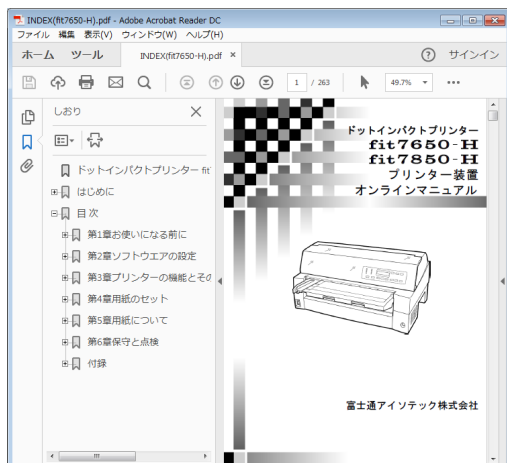 INDEX(fit7650-H).pdf - Adobe Acrobat Reader DC
ファイル 編集 表示(V) ウィンドウ(W) ヘルプ(H)
ホーム ツール INDEX(fit7650-H).pdf × サインイン
1 / 263 49.7%
しおり
ドットインパクトプリンター fit
はじめに
目次
第1章お使いになる前に
第2章ソフトウエアの設定
第3章プリンターの機能とその
第4章用紙のセット
第5章用紙について
第6章保守と点検
付録
ドットインパクトプリンター
fit7650-H
fit7850-H
プリンター装置
オンラインマニュアル
富士通アイソテック株式会社